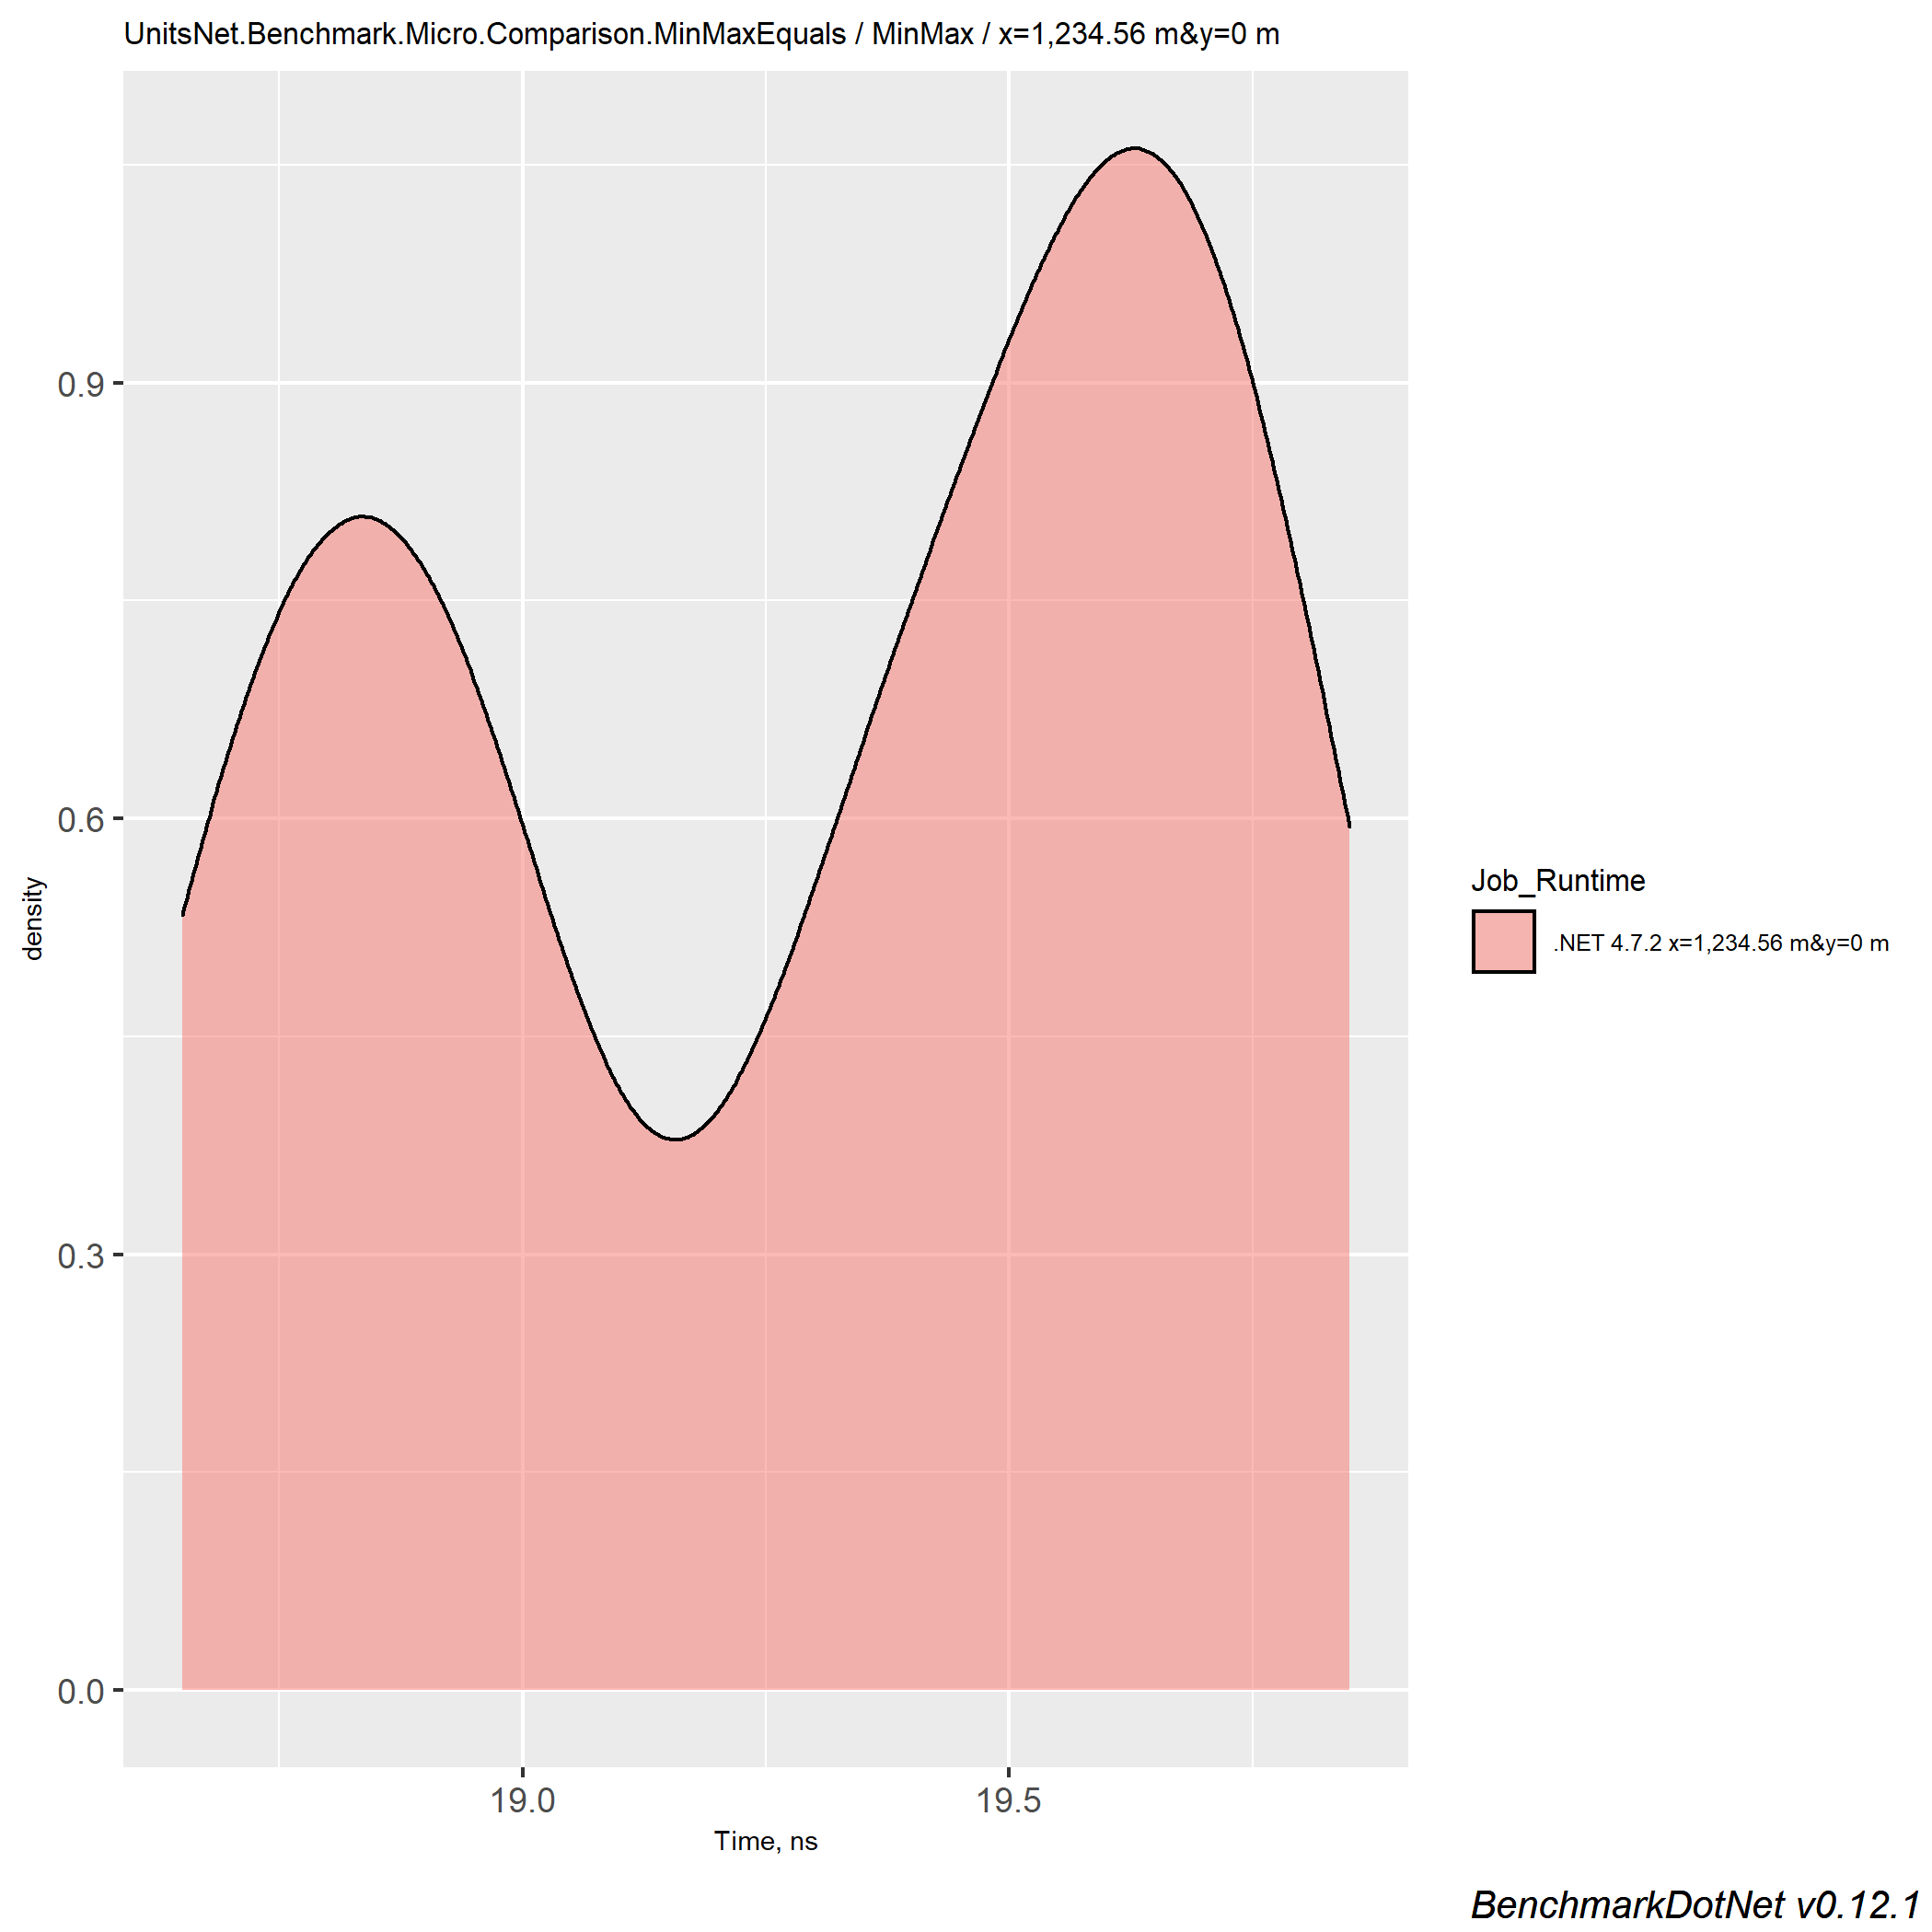 UnitsNet.Benchmark.Micro.Comparison.MinMaxEquals / MinMax / x=1,234.56 m&y=0 m
0.9
0.6
0.3
0.0
density
19.0 19.5
Time, ns
Job_Runtime
.NET 4.7.2 x=1,234.56 m&y=0 m
BenchmarkDotNet v0.12.1